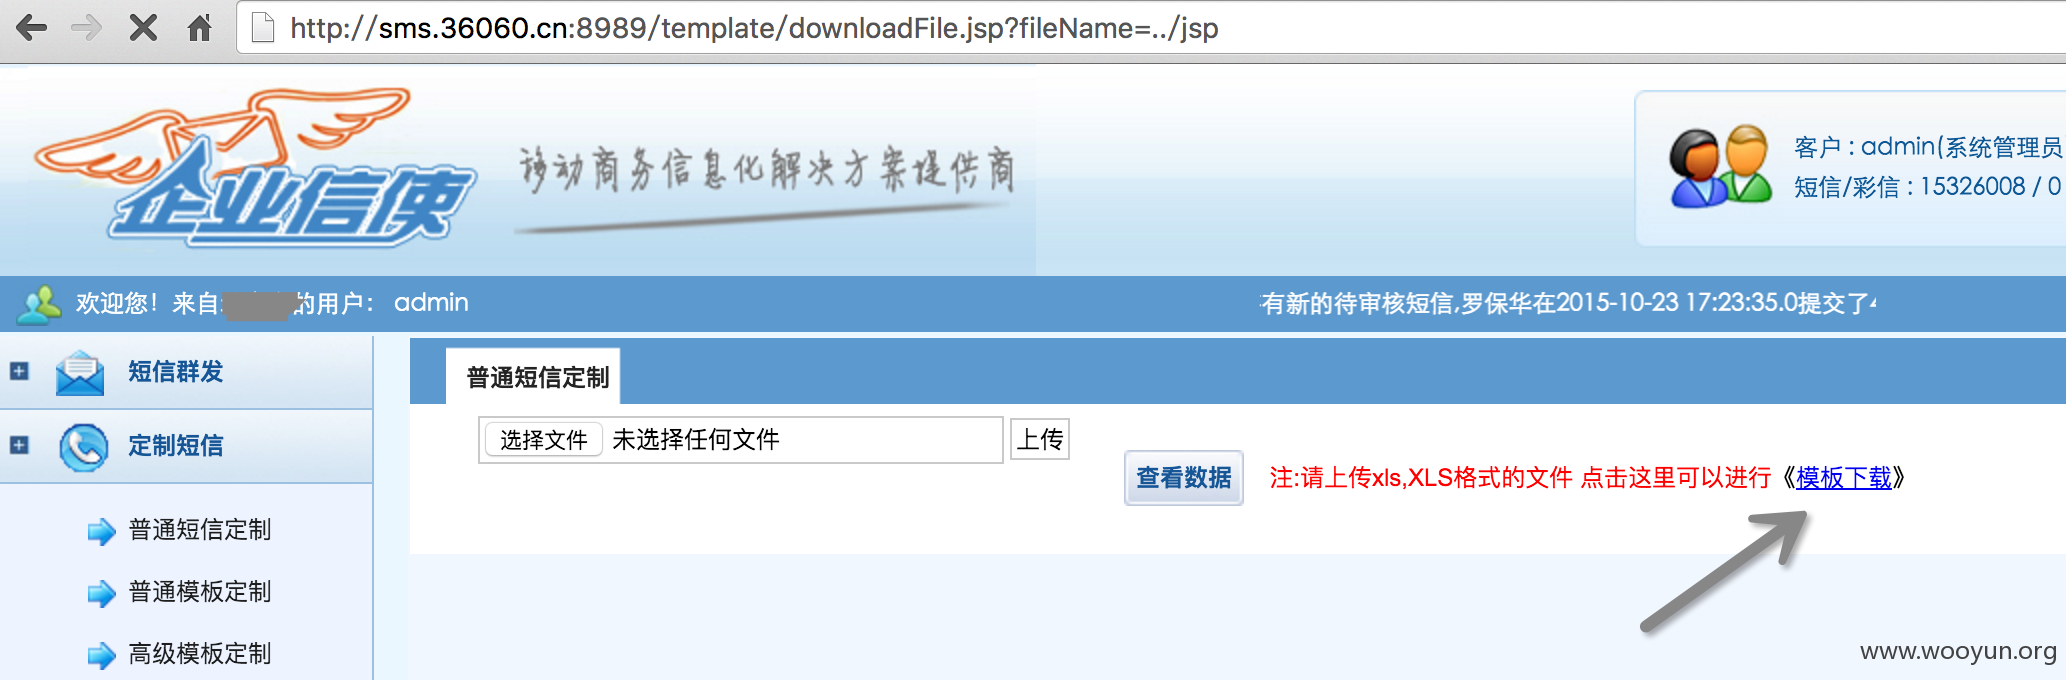 http://sms.36060.cn:8989/template/downloadFile.jsp?fileName=../jsp
企业信使
移动商务信息化解决方案提供商
客户 : admin(系统管理员
短信/彩信 : 15326008 / 0
欢迎您! 来自 的用户: admin
有新的待审核短信,罗保华在2015-10-23 17:23:35.0提交了
短信群发
定制短信
普通短信定制
普通模板定制
高级模板定制
普通短信定制
选择文件 未选择任何文件 上传
查看数据 注:请上传xls,XLS格式的文件 点击这里可以进行《模板下载》
www.wooyun.org